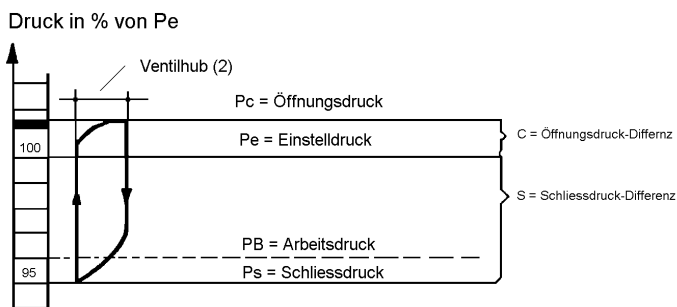 Druck in % von Pe
Ventilhub (2)
Pc = Öffnungsdruck
C = Öffnungsdruck-Differnz
Pe = Einstelldruck
100
S = Schliessdruck-Differenz
PB = Arbeitsdruck
95
Ps = Schliessdruck